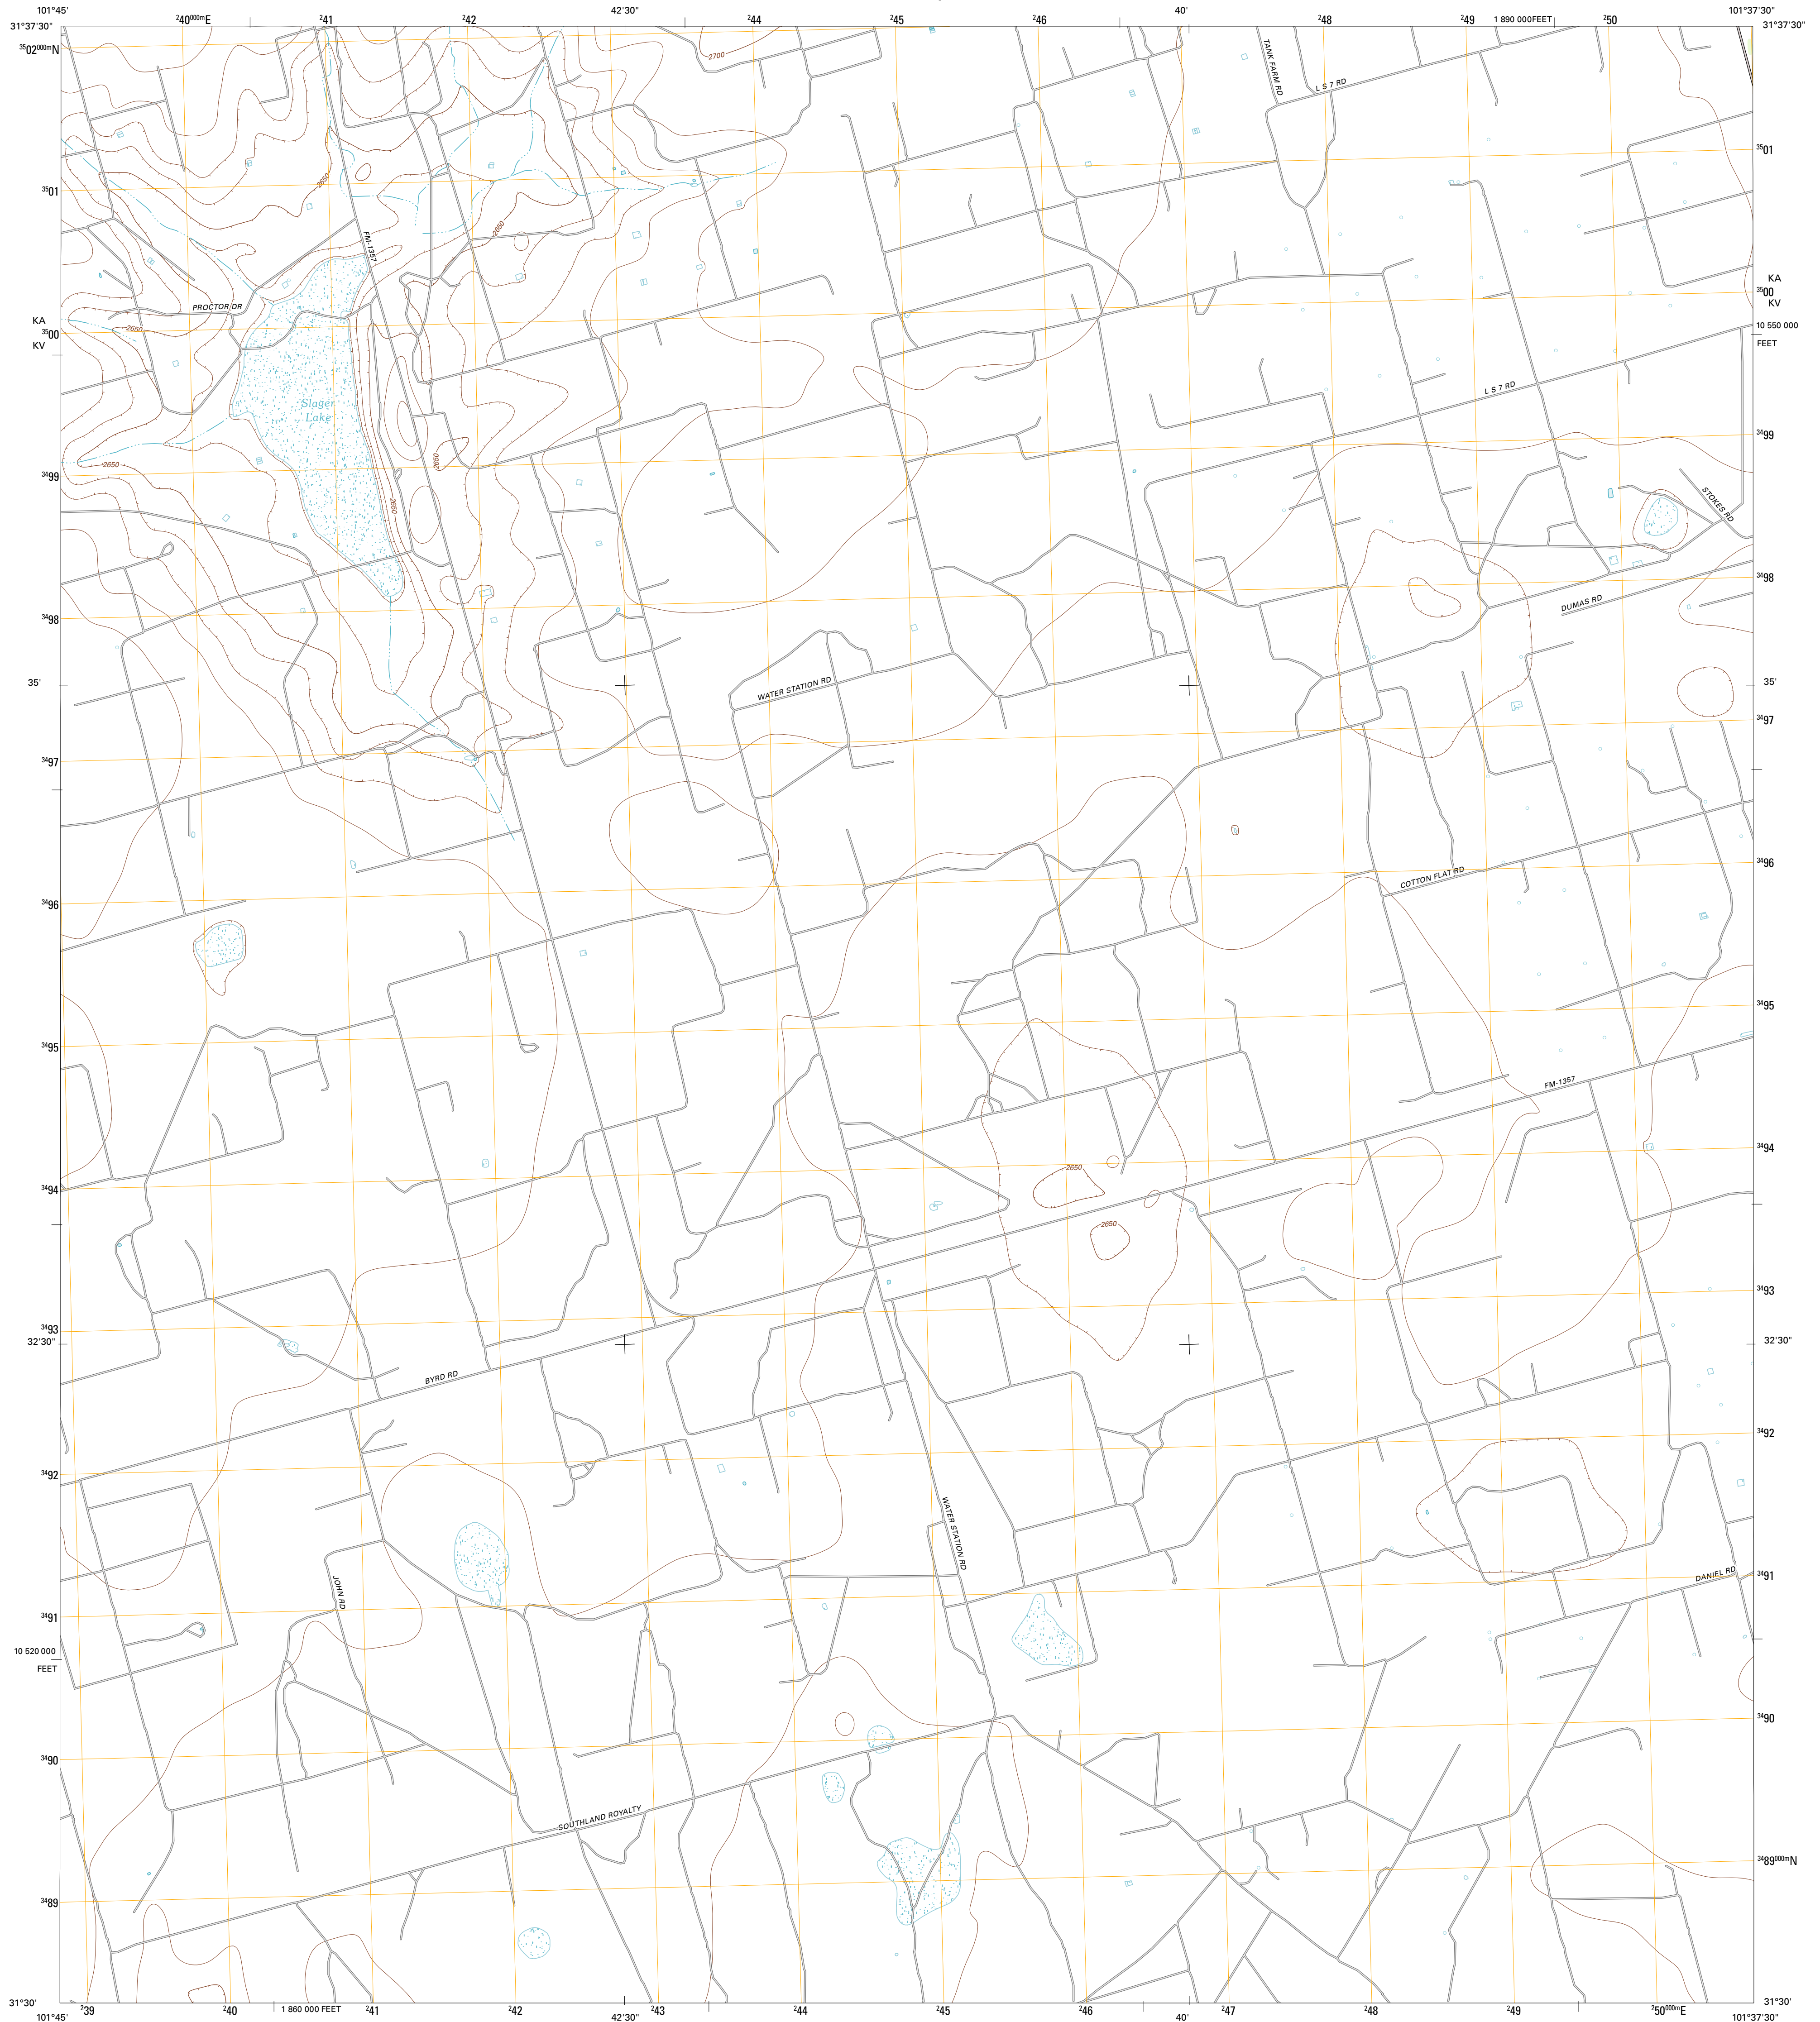 101°45'
²40⁰⁰⁰ᵐE
²41
²42
42'30"
²44
²45
²46
40'
²48
²49
1 890 000FEET
²50
101°37'30"
31°37'30"
31°37'30"
³⁵02⁰⁰⁰ᵐN
2700
TANK FARM RD
L S 7 RD
³⁵01
³⁵01
2650
2650
FM-1357
KA
³⁵00
KV
PROCTOR DR
KA
³⁵00
KV
2650
10 550 000
FEET
L S 7 RD
Slager
Lake
³⁴99
³⁴99
2650
2650
2650
STOKES RD
³⁴98
³⁴98
DUMAS RD
35'
35'
WATER STATION RD
³⁴97
³⁴97
³⁴96
³⁴96
COTTON FLAT RD
³⁴95
³⁴95
FM-1357
³⁴94
³⁴94
2650
2650
³⁴93
³⁴93
32'30"
32'30"
BYRD RD
³⁴92
³⁴92
WATER STATION RD
JOHN RD
DANIEL RD
³⁴91
³⁴91
10 520 000
FEET
³⁴90
³⁴90
SOUTHLAND ROYALTY
³⁴89⁰⁰⁰ᵐN
³⁴89
31°30'
31°30'
²39
²40
1 860 000 FEET
²41
²42
²43
²44
²45
²46
²47
²48
²49
²50⁰⁰⁰ᵐE
101°45'
42'30"
40'
101°37'30"